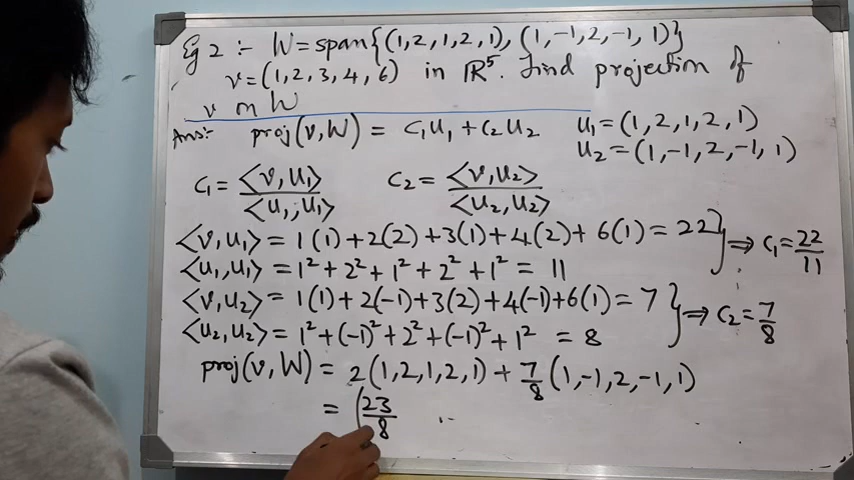 Eg 2 :- W = span{(1,2,1,2,1), (1,-1,2,-1,1)}
v = (1,2,3,4,6) in ℝ⁵. Find projection of
v on W
Ans:- proj(v,W) = C₁U₁ + C₂U₂ U₁ = (1,2,1,2,1)
U₂ = (1,-1,2,-1,1)
C₁ = <v,U₁>/<U₁,U₁> C₂ = <v,U₂>/<U₂,U₂>
<v,U₁> = 1(1)+2(2)+3(1)+4(2)+6(1) = 22 } ⇒ C₁ = 22/11
<U₁,U₁> = 1²+2²+1²+2²+1² = 11
<v,U₂> = 1(1)+2(-1)+3(2)+4(-1)+6(1) = 7 } ⇒ C₂ = 7/8
<U₂,U₂> = 1²+(-1)²+2²+(-1)²+1² = 8
proj(v,W) = 2(1,2,1,2,1) + 7/8(1,-1,2,-1,1)
= (23/8